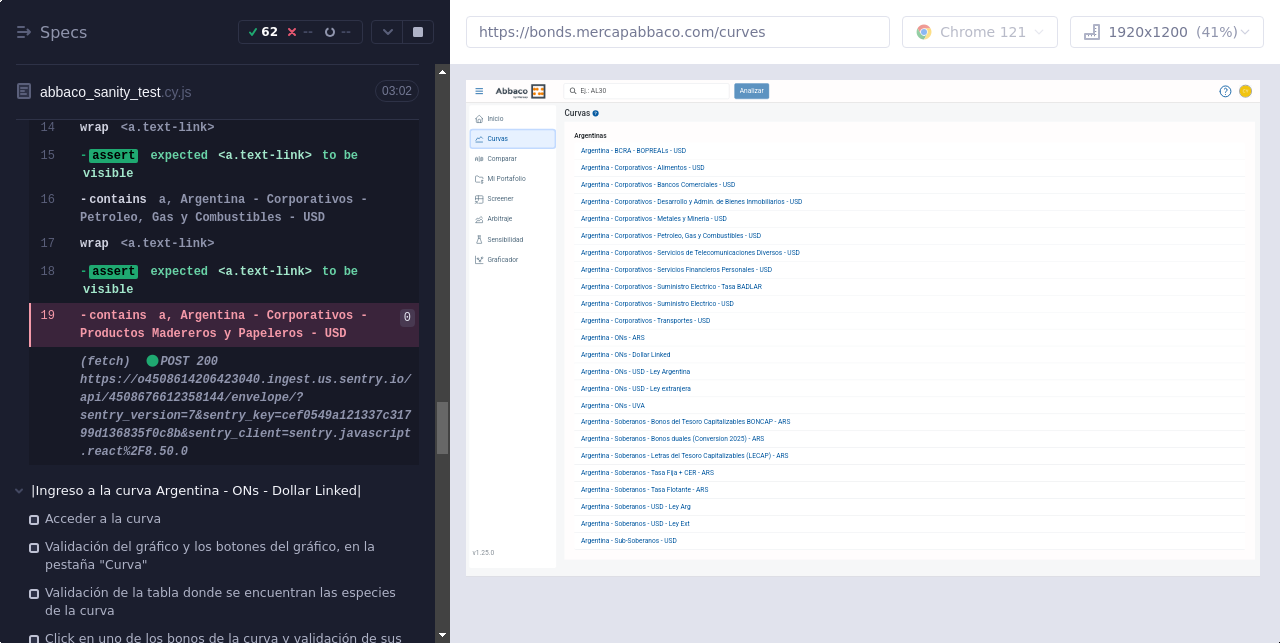 Specs
62
--
--
https://bonds.mercapabbaco.com/curves
Chrome 121
1920x1200 (41%)
abbaco_sanity_test.cy.js
03:02
14 wrap <a.text-link>
15 -assert expected <a.text-link> to be
visible
16 -contains a, Argentina - Corporativos -
Petroleo, Gas y Combustibles - USD
17 wrap <a.text-link>
18 -assert expected <a.text-link> to be
visible
19 -contains a, Argentina - Corporativos -
Productos Madereros y Papeleros - USD
0
(fetch) POST 200
https://o4508614206423040.ingest.us.sentry.io/
api/4508676612358144/envelope/?
sentry_version=7&sentry_key=cef0549a121337c317
99d136835f0c8b&sentry_client=sentry.javascript
.react%2F8.50.0
|Ingreso a la curva Argentina - ONs - Dollar Linked|
Acceder a la curva
Validación del gráfico y los botones del gráfico, en la
pestaña "Curva"
Validación de la tabla donde se encuentran las especies
de la curva
Click en uno de los bonos de la curva y validación de sus
Abbaco
Ej.: AL30
Analizar
Inicio
Curvas
Comparar
Mi Portafolio
Screener
Arbitraje
Sensibilidad
Graficador
v1.25.0
Curvas
Argentinas
Argentina - BCRA - BOPREALs - USD
Argentina - Corporativos - Alimentos - USD
Argentina - Corporativos - Bancos Comerciales - USD
Argentina - Corporativos - Desarrollo y Admin. de Bienes Inmobiliarios - USD
Argentina - Corporativos - Metales y Mineria - USD
Argentina - Corporativos - Petroleo, Gas y Combustibles - USD
Argentina - Corporativos - Servicios de Telecomunicaciones Diversos - USD
Argentina - Corporativos - Servicios Financieros Personales - USD
Argentina - Corporativos - Suministro Electrico - Tasa BADLAR
Argentina - Corporativos - Suministro Electrico - USD
Argentina - Corporativos - Transportes - USD
Argentina - ONs - ARS
Argentina - ONs - Dollar Linked
Argentina - ONs - USD - Ley Argentina
Argentina - ONs - USD - Ley extranjera
Argentina - ONs - UVA
Argentina - Soberanos - Bonos del Tesoro Capitalizables BONCAP - ARS
Argentina - Soberanos - Bonos duales (Conversion 2025) - ARS
Argentina - Soberanos - Letras del Tesoro Capitalizables (LECAP) - ARS
Argentina - Soberanos - Tasa Fija + CER - ARS
Argentina - Soberanos - Tasa Flotante - ARS
Argentina - Soberanos - USD - Ley Arg
Argentina - Soberanos - USD - Ley Ext
Argentina - Sub-Soberanos - USD